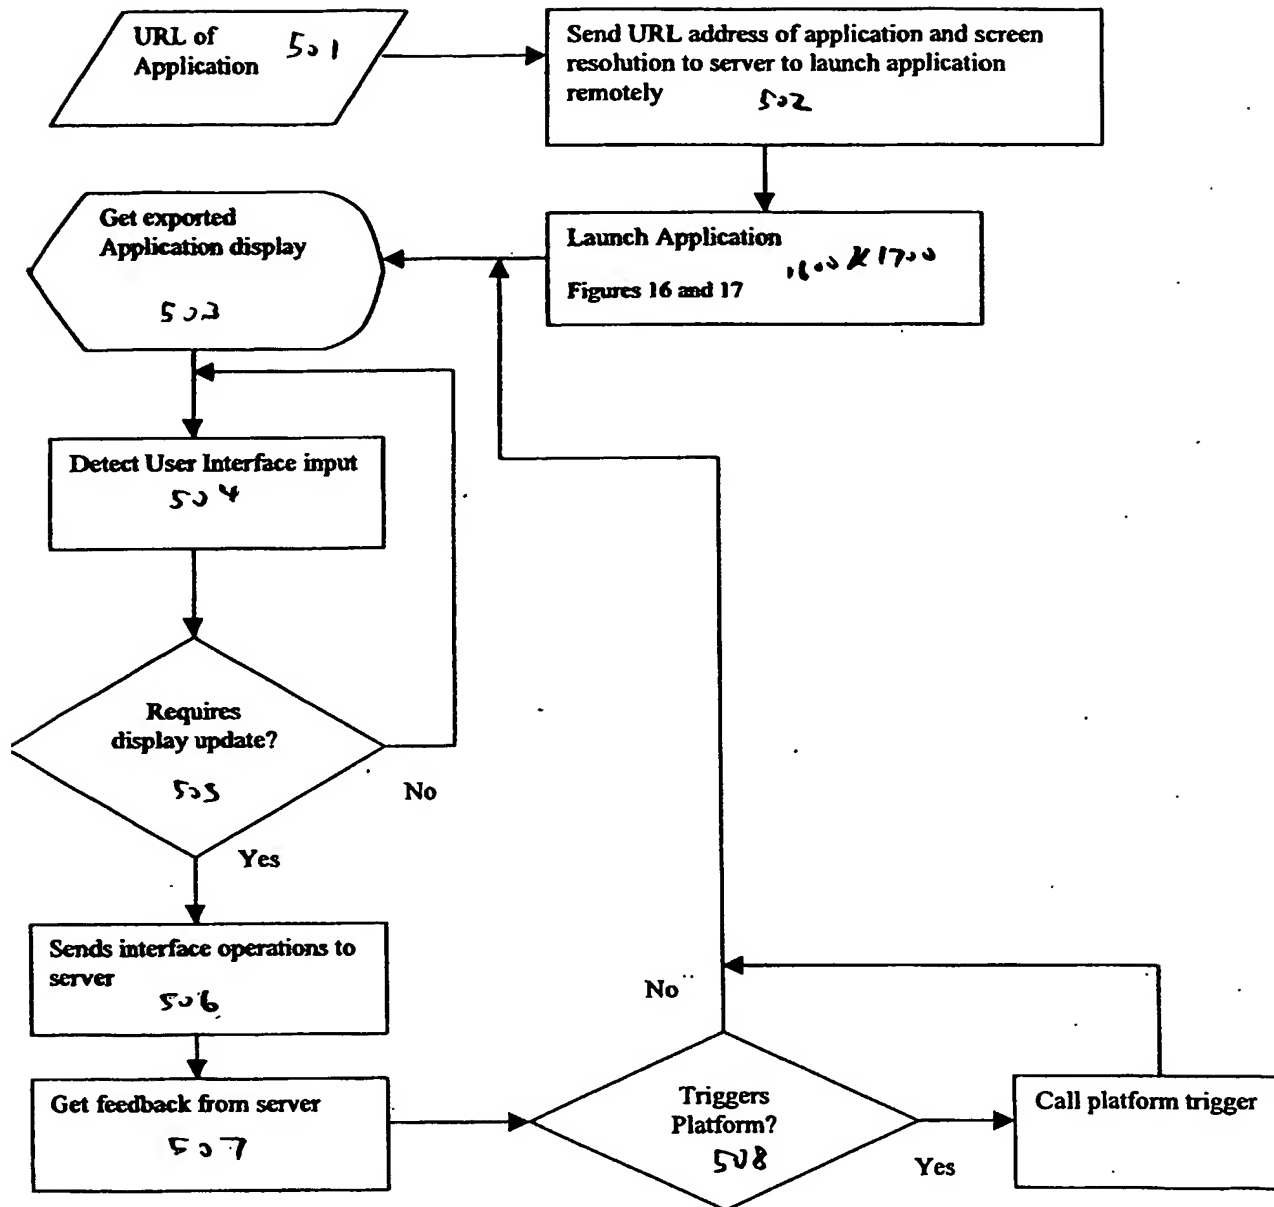 URL of
Application 501
Send URL address of application and screen
resolution to server to launch application
remotely 502
Get exported
Application display
503
Launch Application
1600 & 1700
Figures 16 and 17
Detect User Interface input
504
Requires
display update?
505
No
Yes
Sends interface operations to
server
506
Get feedback from server
507
No
Triggers
Platform?
508
Yes
Call platform trigger